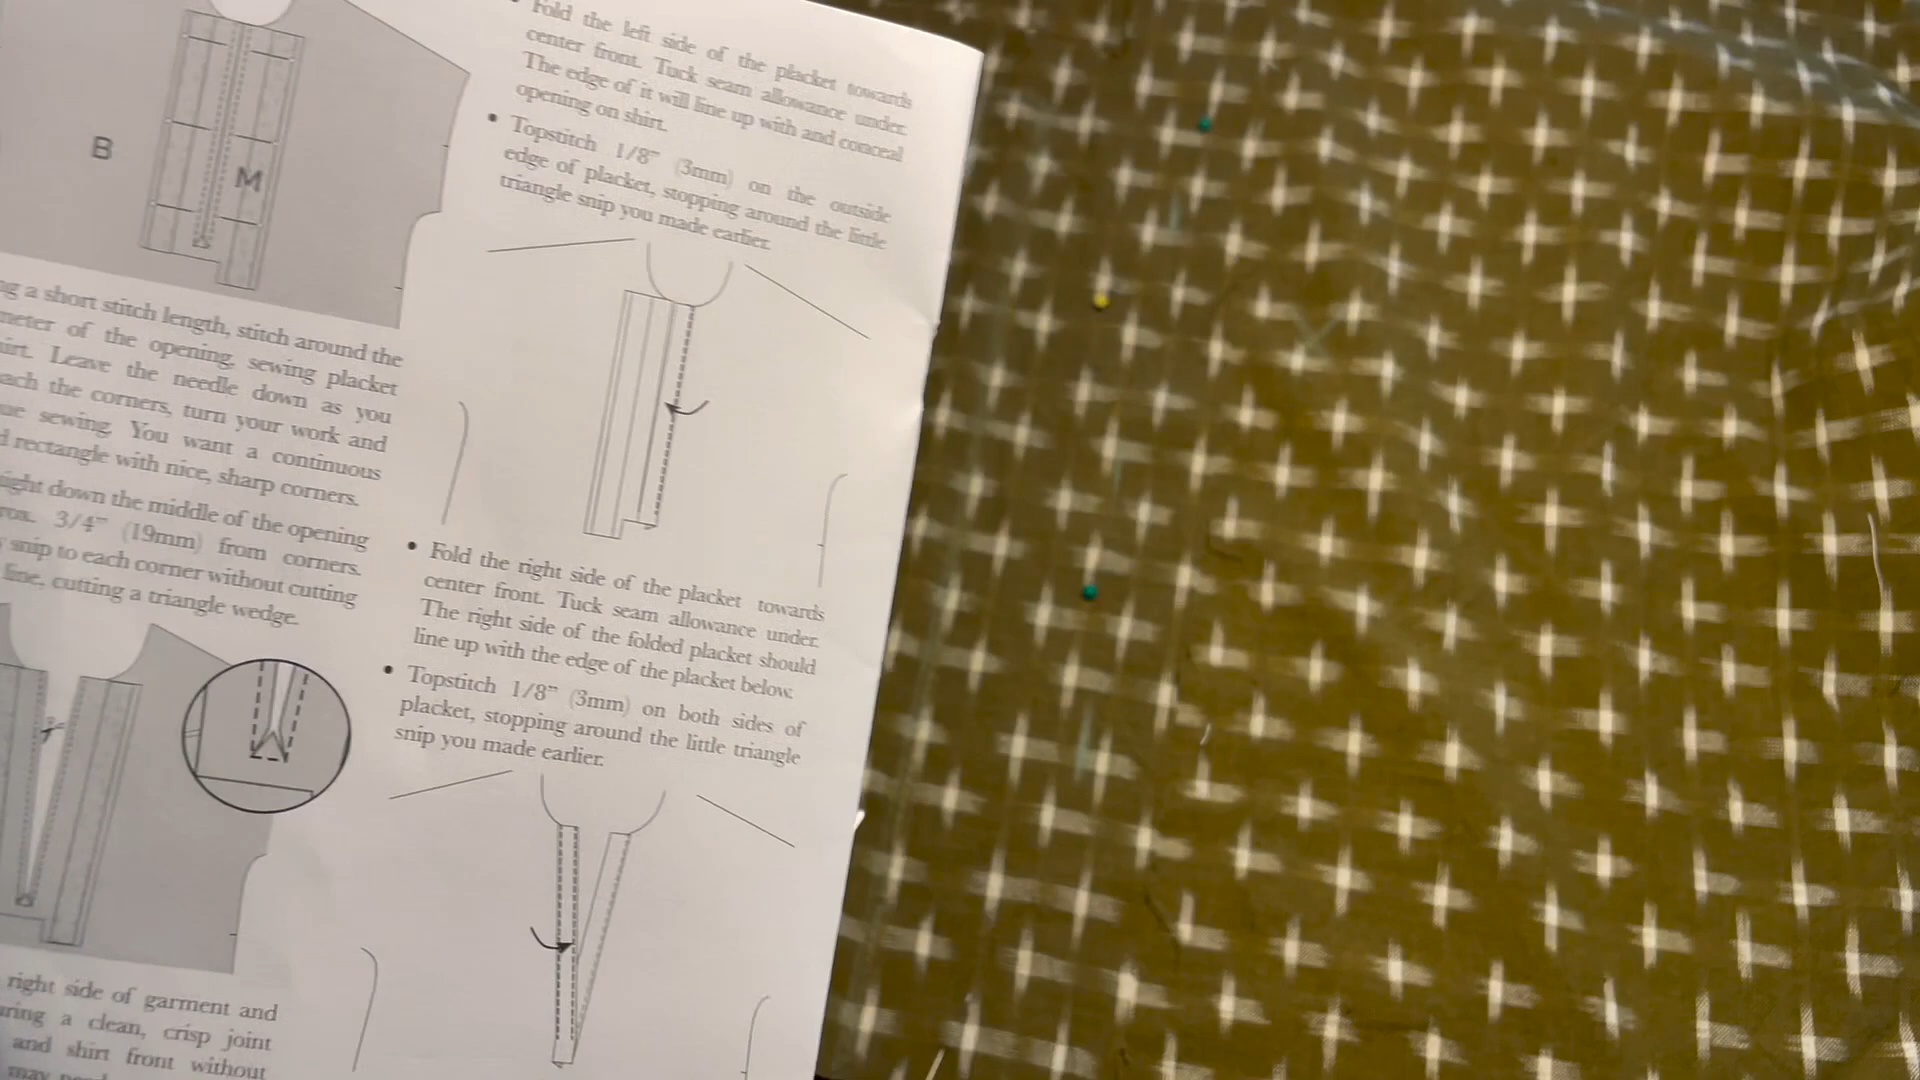 B
M
a short stitch length, stitch around the
of the opening, sewing placket
Leave the needle down as you
the corners, turn your work and
sewing. You want a continuous
rectangle with nice, sharp corners.
down the middle of the opening
3/4” (19mm) from corners.
snip to each corner without cutting
line, cutting a triangle wedge.
right side of garment and
a clean, crisp joint
and shirt front without
may
• Fold the left side of the placket towards
center front. Tuck seam allowance under.
The edge of it will line up with and conceal
opening on shirt.
• Topstitch 1/8” (3mm) on the outside
edge of placket, stopping around the little
triangle snip you made earlier.
• Fold the right side of the placket towards
center front. Tuck seam allowance under.
The right side of the folded placket should
line up with the edge of the placket below.
• Topstitch 1/8” (3mm) on both sides of
placket, stopping around the little triangle
snip you made earlier.